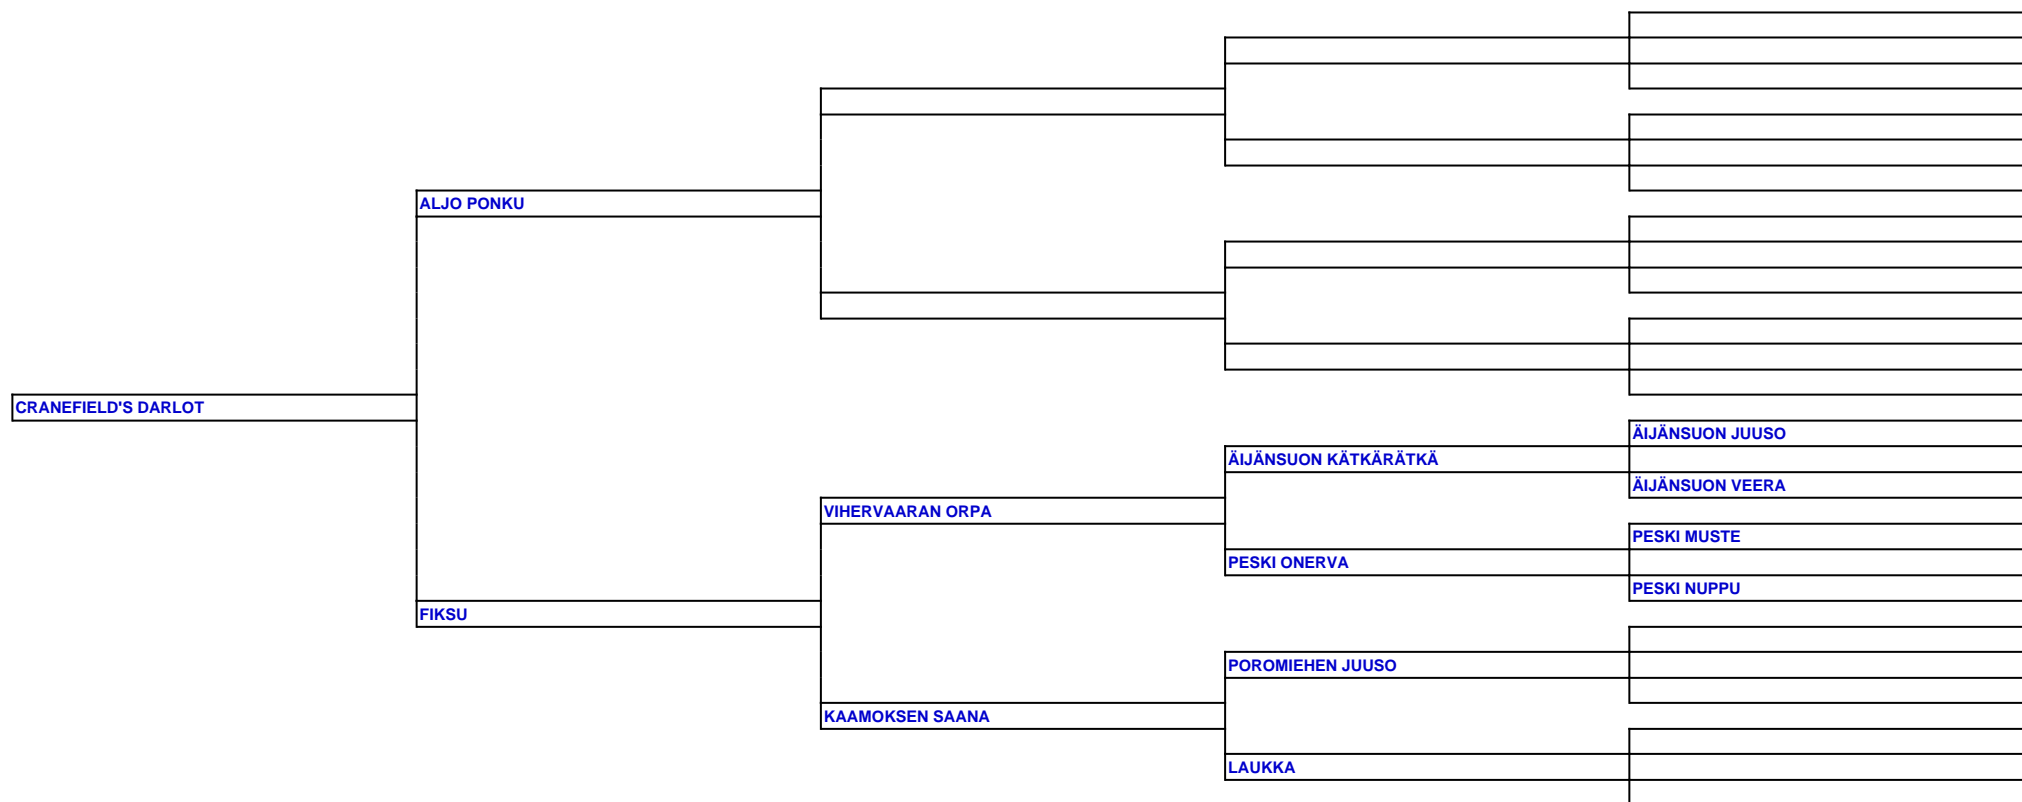 ALJO PONKU
CRANEFIELD'S DARLOT
ÄIJÄNSUON JUUSO
ÄIJÄNSUON KÄTKÄRÄTKÄ
ÄIJÄNSUON VEERA
VIHERVAARAN ORPA
PESKI MUSTE
PESKI ONERVA
PESKI NUPPU
FIKSU
POROMIEHEN JUUSO
KAAMOKSEN SAANA
LAUKKA